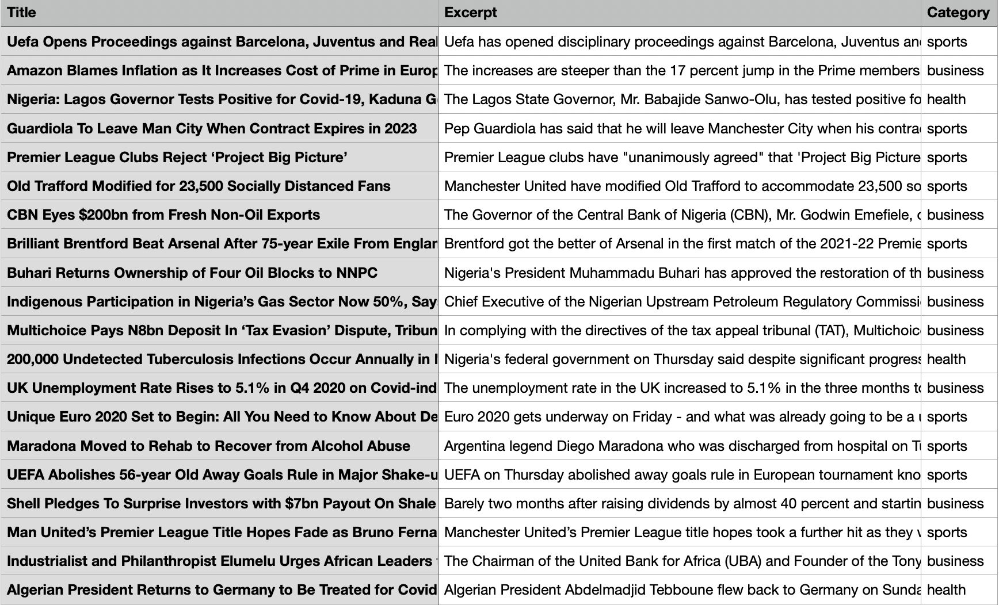 Title Excerpt Category
Uefa Opens Proceedings against Barcelona, Juventus and Real Uefa has opened disciplinary proceedings against Barcelona, Juventus and sports
Amazon Blames Inflation as It Increases Cost of Prime in Europ The increases are steeper than the 17 percent jump in the Prime members business
Nigeria: Lagos Governor Tests Positive for Covid-19, Kaduna G The Lagos State Governor, Mr. Babajide Sanwo-Olu, has tested positive fo health
Guardiola To Leave Man City When Contract Expires in 2023 Pep Guardiola has said that he will leave Manchester City when his contra sports
Premier League Clubs Reject ‘Project Big Picture’ Premier League clubs have "unanimously agreed" that 'Project Big Picture sports
Old Trafford Modified for 23,500 Socially Distanced Fans Manchester United have modified Old Trafford to accommodate 23,500 so sports
CBN Eyes $200bn from Fresh Non-Oil Exports The Governor of the Central Bank of Nigeria (CBN), Mr. Godwin Emefiele, business
Brilliant Brentford Beat Arsenal After 75-year Exile From Englan Brentford got the better of Arsenal in the first match of the 2021-22 Premie sports
Buhari Returns Ownership of Four Oil Blocks to NNPC Nigeria's President Muhammadu Buhari has approved the restoration of th business
Indigenous Participation in Nigeria’s Gas Sector Now 50%, Say Chief Executive of the Nigerian Upstream Petroleum Regulatory Commissi business
Multichoice Pays N8bn Deposit In ‘Tax Evasion’ Dispute, Tribun In complying with the directives of the tax appeal tribunal (TAT), Multichoic business
200,000 Undetected Tuberculosis Infections Occur Annually in Nigeria's federal government on Thursday said despite significant progress health
UK Unemployment Rate Rises to 5.1% in Q4 2020 on Covid-ind The unemployment rate in the UK increased to 5.1% in the three months to business
Unique Euro 2020 Set to Begin: All You Need to Know About De Euro 2020 gets underway on Friday - and what was already going to be a sports
Maradona Moved to Rehab to Recover from Alcohol Abuse Argentina legend Diego Maradona who was discharged from hospital on Tu sports
UEFA Abolishes 56-year Old Away Goals Rule in Major Shake-u UEFA on Thursday abolished away goals rule in European tournament kno sports
Shell Pledges To Surprise Investors with $7bn Payout On Shale Barely two months after raising dividends by almost 40 percent and startin business
Man United’s Premier League Title Hopes Fade as Bruno Ferna Manchester United’s Premier League title hopes took a further hit as they sports
Industrialist and Philanthropist Elumelu Urges African Leaders The Chairman of the United Bank for Africa (UBA) and Founder of the Tony business
Algerian President Returns to Germany to Be Treated for Covid Algerian President Abdelmadjid Tebboune flew back to Germany on Sunda health